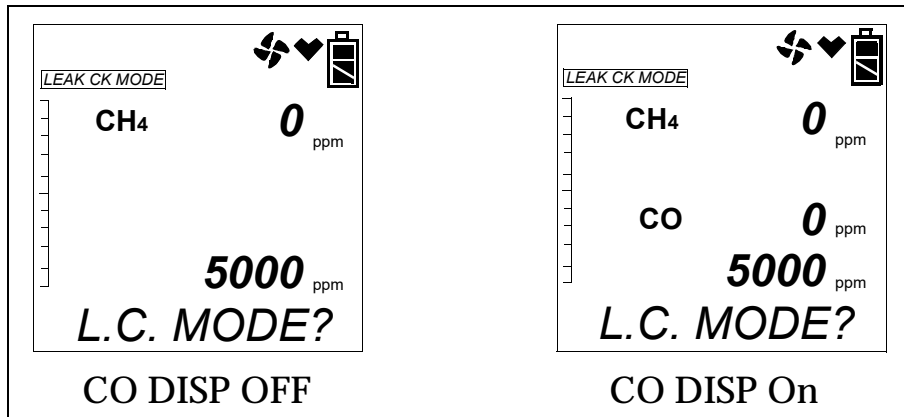 LEAK CK MODE
CH4 0 ppm
5000 ppm
L.C. MODE?
CO DISP OFF
LEAK CK MODE
CH4 0 ppm
CO 0 ppm
5000 ppm
L.C. MODE?
CO DISP On